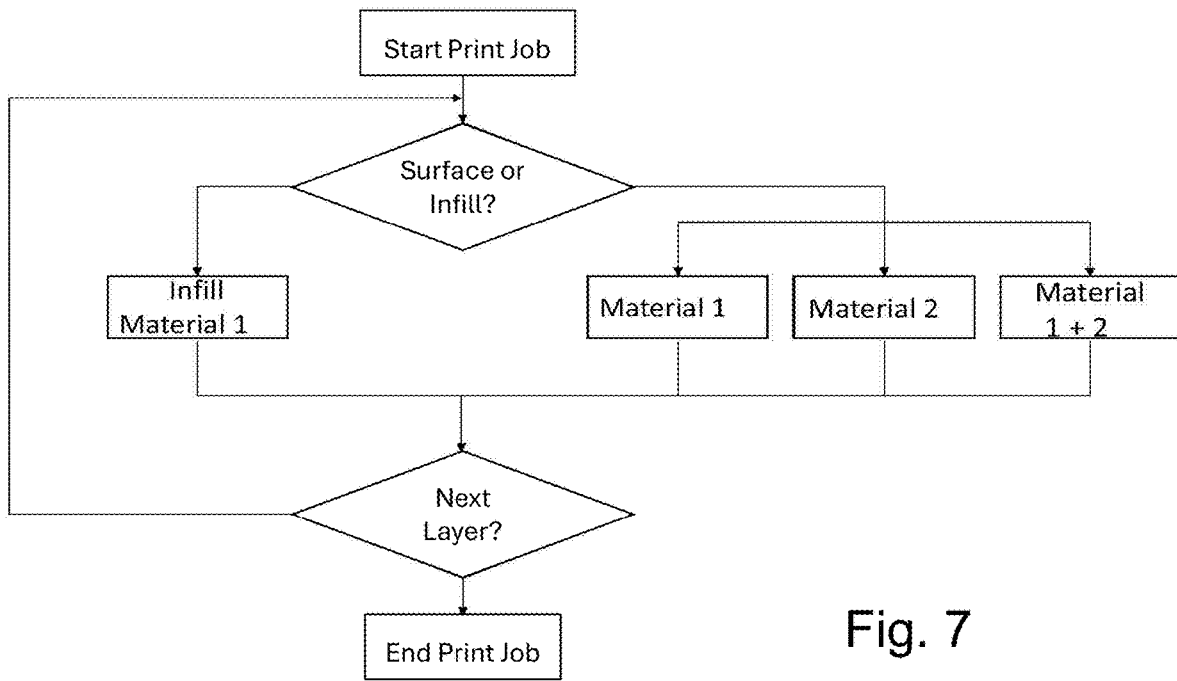 Start Print Job
Surface or
Infill?
Infill
Material 1
Material 1
Material 2
Material
1 + 2
Next
Layer?
End Print Job
Fig. 7